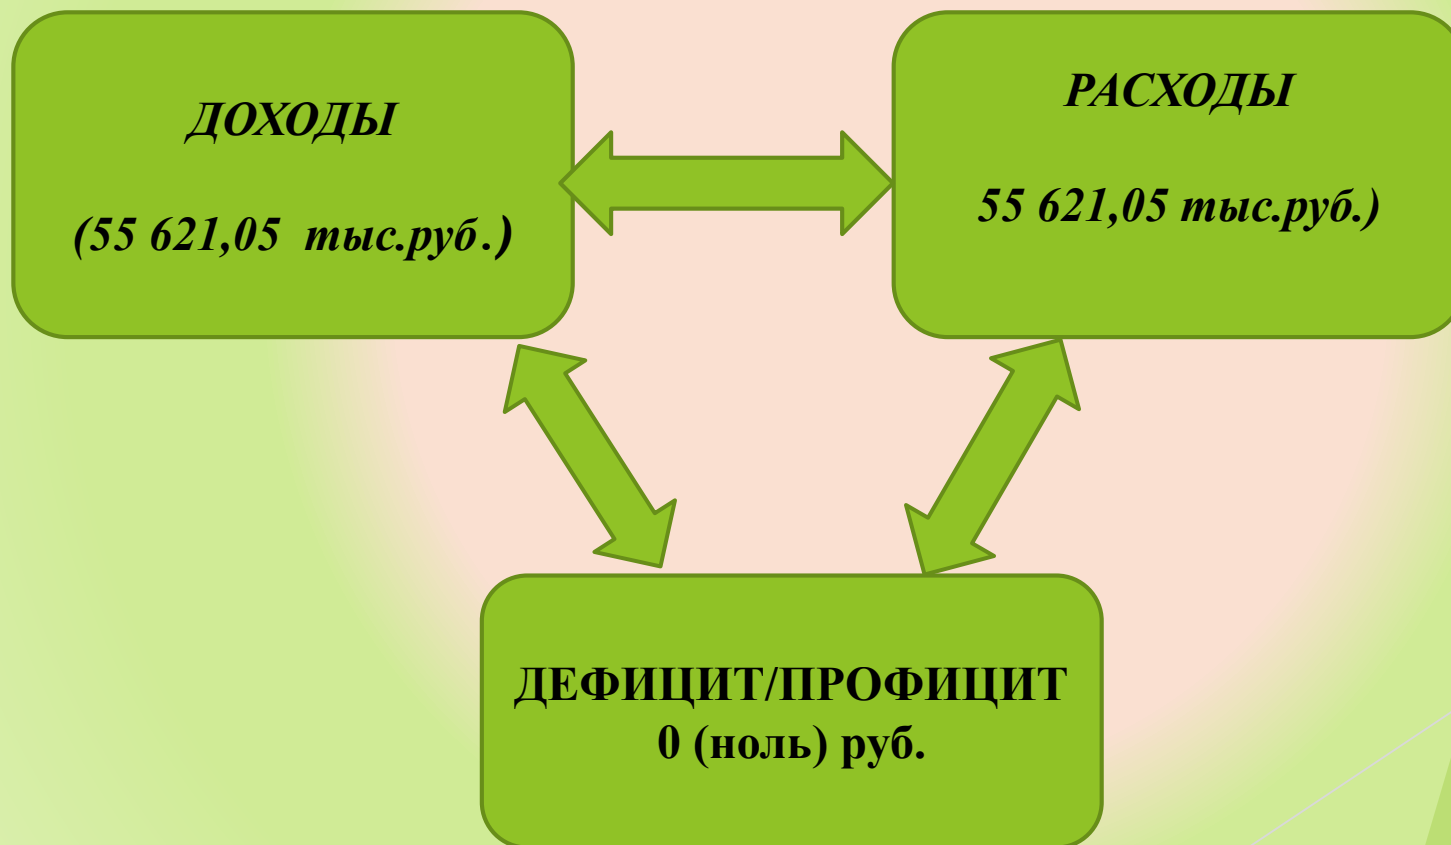 ДОХОДЫ
(55 621,05 тыс.руб.)
РАСХОДЫ
55 621,05 тыс.руб.)
ДЕФИЦИТ/ПРОФИЦИТ
0 (ноль) руб.